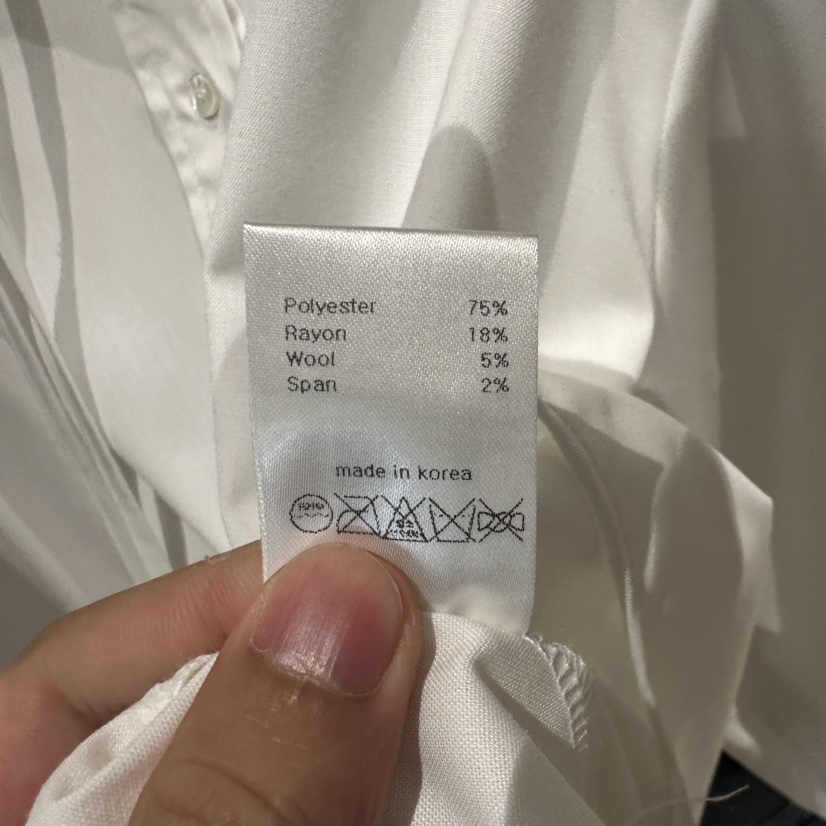 Polyester 75%
Rayon 18%
Wool 5%
Span 2%
made in korea